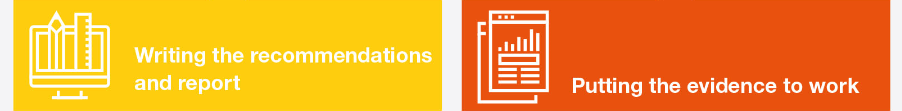 Writing the recommendations
and report
Putting the evidence to work